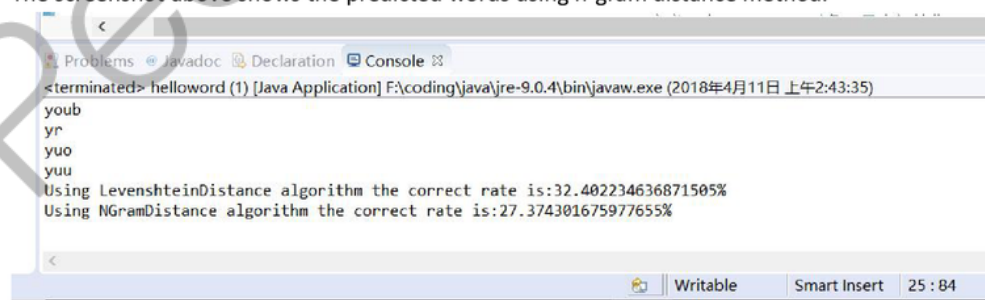 The screenshot above shows the predicted words using n-gram distance method.
Problems Javadoc Declaration Console
<terminated> helloword (1) [Java Application] F:\coding\java\jre-9.0.4\bin\javaw.exe (2018年4月11日 上午2:43:35)
youb
yr
yuo
yuu
Using LevenshteinDistance algorithm the correct rate is:32.402234636871505%
Using NGramDistance algorithm the correct rate is:27.374301675977655%
Writable Smart Insert 25 : 84